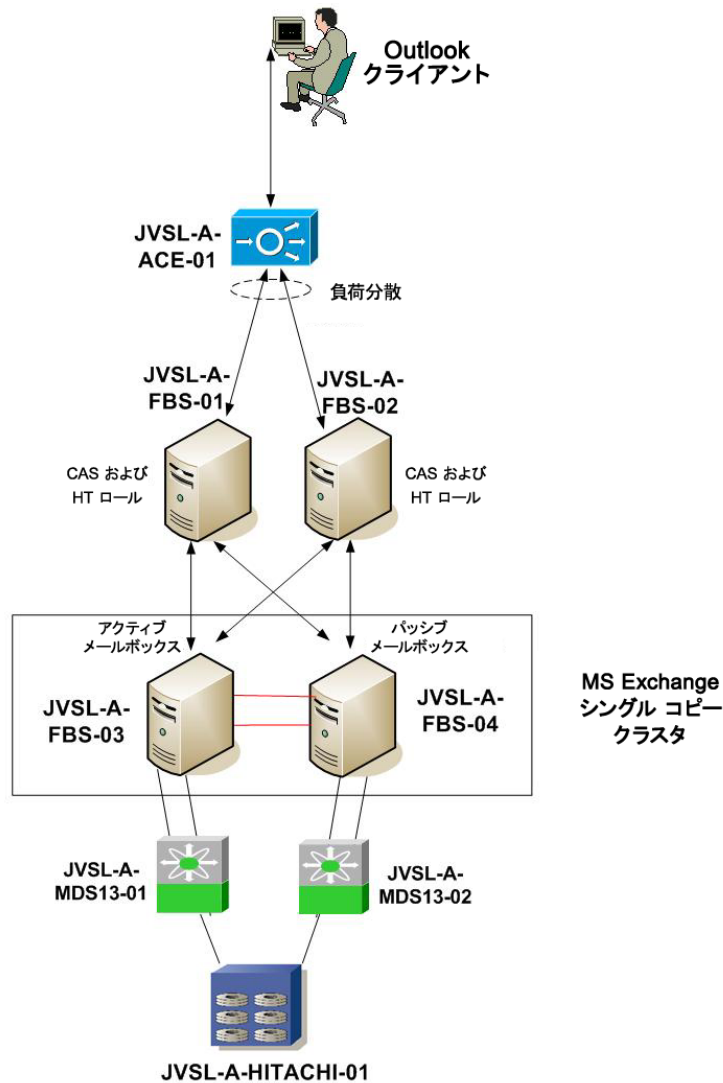 Outlook
クライアント
JVSL-A-
ACE-01
負荷分散
JVSL-A-
FBS-01
JVSL-A-
FBS-02
CAS および
HT ロール
CAS および
HT ロール
アクティブ
メールボックス
パッシブ
メールボックス
JVSL-A-
FBS-03
JVSL-A-
FBS-04
MS Exchange
シングル コピー
クラスタ
JVSL-A-
MDS13-01
JVSL-A-
MDS13-02
JVSL-A-HITACHI-01